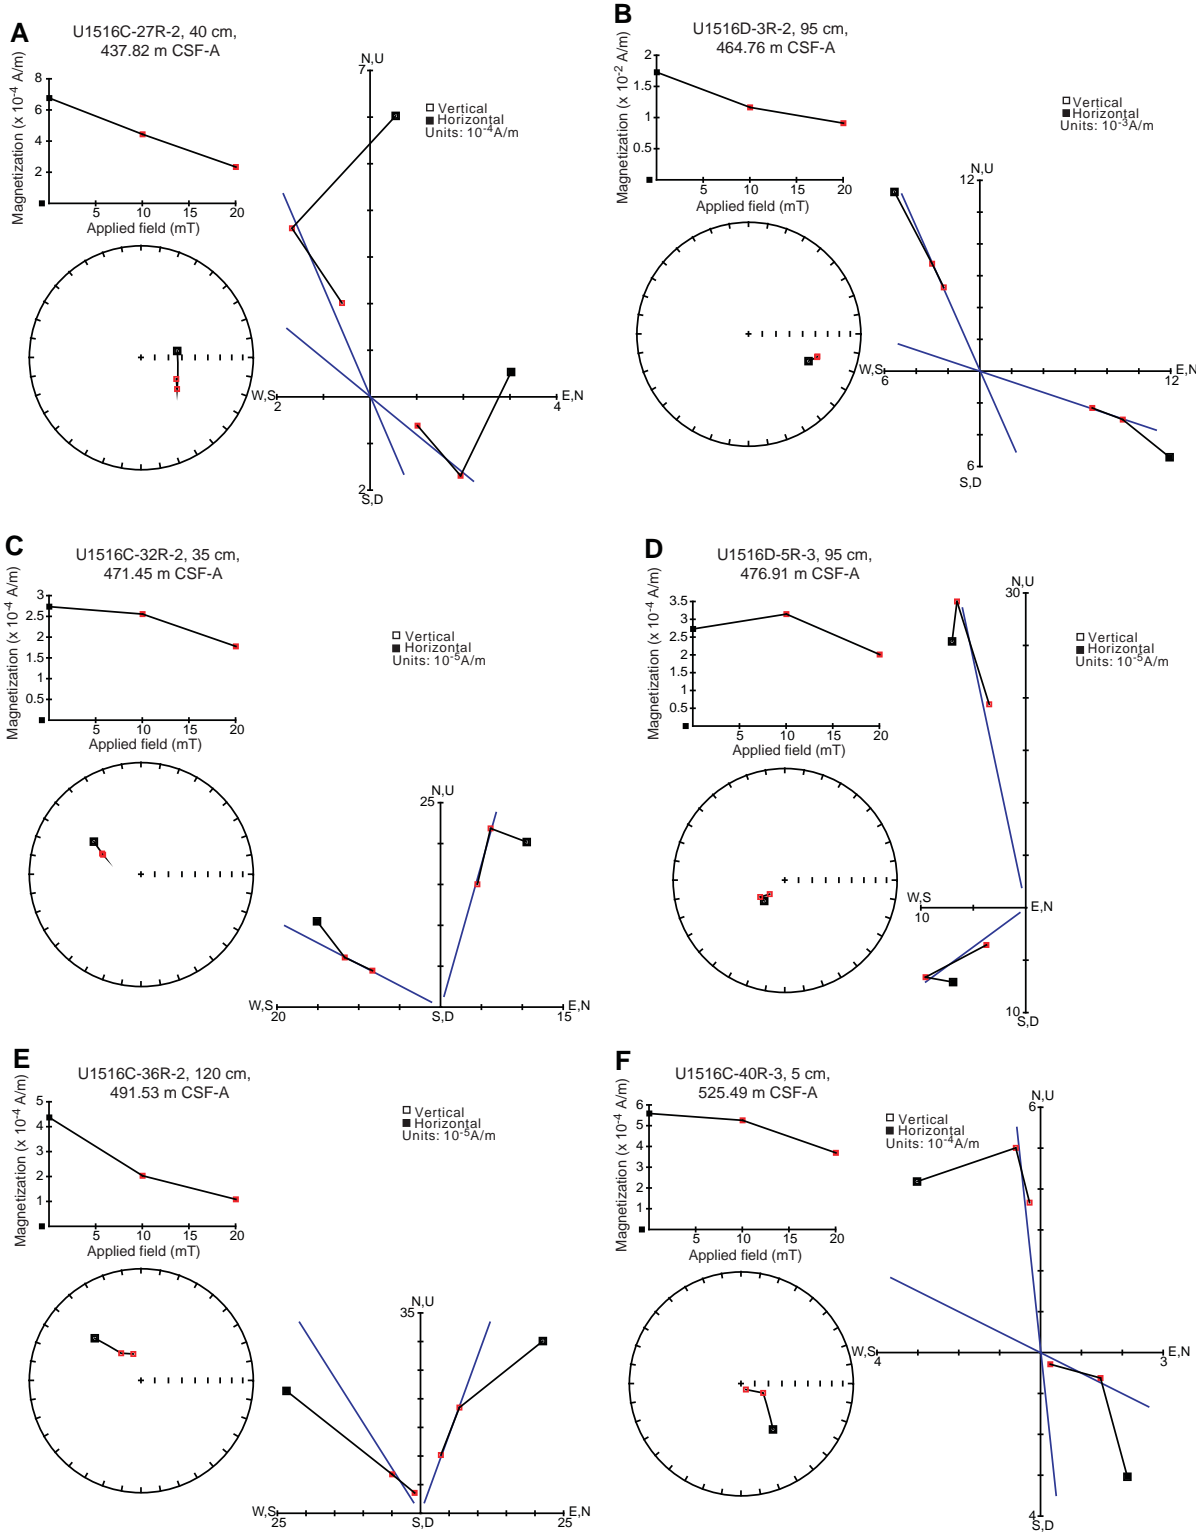 A
U1516C-27R-2, 40 cm,
437.82 m CSF-A
Magnetization (x 10⁻⁴ A/m)
8
6
4
2
5 10 15 20
Applied field (mT)
N,U
7
Vertical
Horizontal
Units: 10⁻⁴A/m
W,S
2
E,N
4
2
S,D
B
U1516D-3R-2, 95 cm,
464.76 m CSF-A
Magnetization (x 10⁻² A/m)
2
1.5
1
0.5
5 10 15 20
Applied field (mT)
Vertical
Horizontal
Units: 10⁻³A/m
N,U
12
W,S
6
E,N
12
6
S,D
C
U1516C-32R-2, 35 cm,
471.45 m CSF-A
Magnetization (x 10⁻⁴ A/m)
3
2.5
2
1.5
1
0.5
5 10 15 20
Applied field (mT)
Vertical
Horizontal
Units: 10⁻⁵A/m
N,U
25
W,S
20
S,D
E,N
15
D
U1516D-5R-3, 95 cm,
476.91 m CSF-A
Magnetization (x 10⁻⁴ A/m)
3.5
3
2.5
2
1.5
1
0.5
5 10 15 20
Applied field (mT)
N,U
30
Vertical
Horizontal
Units: 10⁻⁵A/m
W,S
10
E,N
10
S,D
E
U1516C-36R-2, 120 cm,
491.53 m CSF-A
Magnetization (x 10⁻⁴ A/m)
5
4
3
2
1
5 10 15 20
Applied field (mT)
Vertical
Horizontal
Units: 10⁻⁵A/m
N,U
35
W,S
25
S,D
E,N
25
F
U1516C-40R-3, 5 cm,
525.49 m CSF-A
Magnetization (x 10⁻⁴ A/m)
6
5
4
3
2
1
5 10 15 20
Applied field (mT)
Vertical
Horizontal
Units: 10⁻⁴A/m
N,U
6
W,S
4
E,N
3
4
S,D